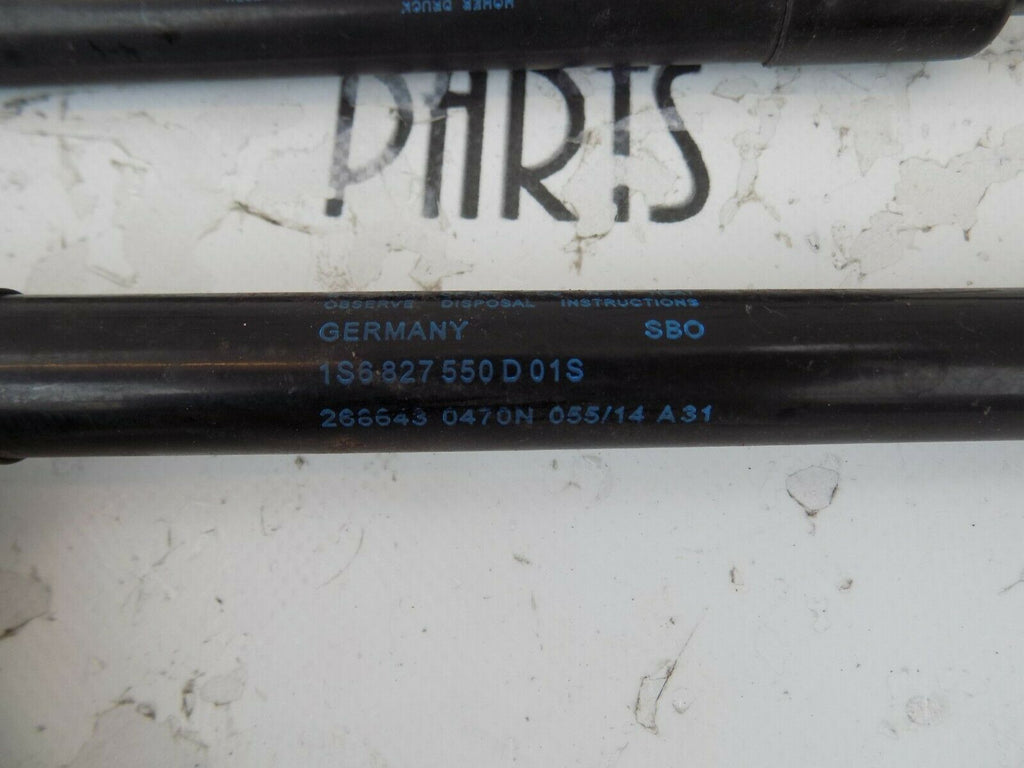 HOHER DRUCK
PARTS
OBSERVE DISPOSAL INSTRUCTIONS
GERMANY SBO
1S6 827 550 D 01S
266643 0470N 055/14 A31